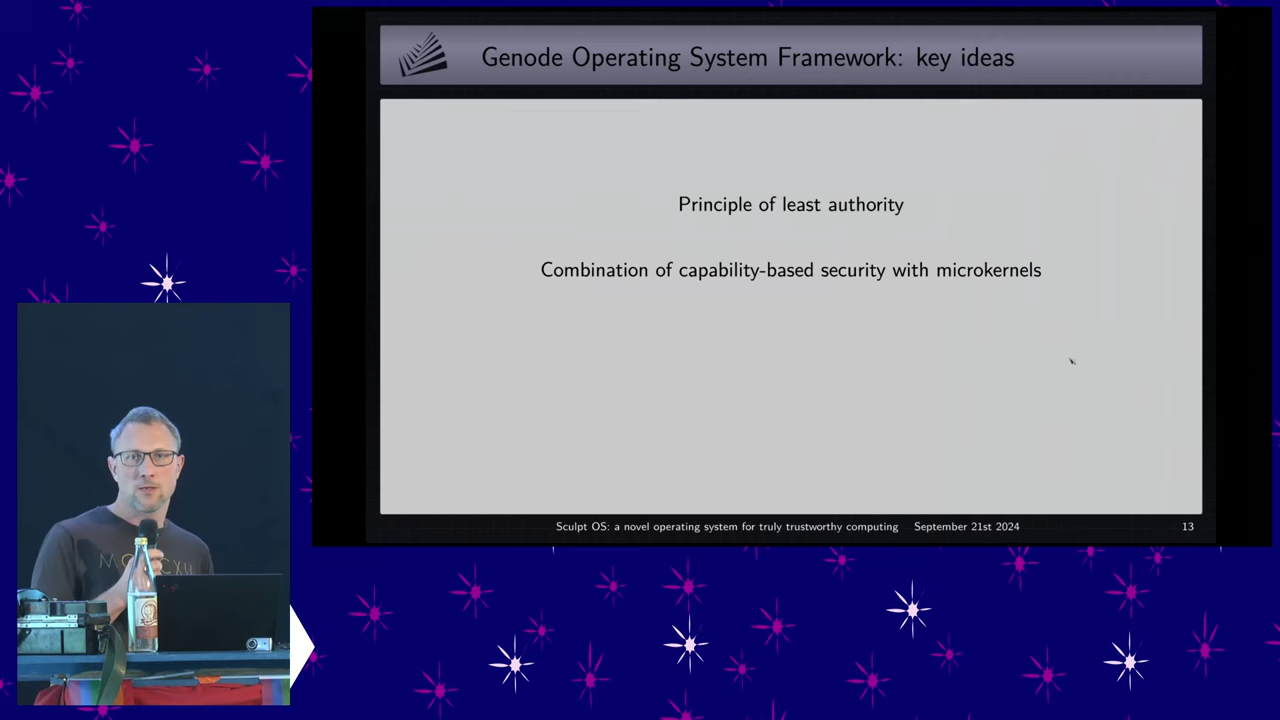 Genode Operating System Framework: key ideas
Principle of least authority
Combination of capability-based security with microkernels
Sculpt OS: a novel operating system for truly trustworthy computing September 21st 2024 13